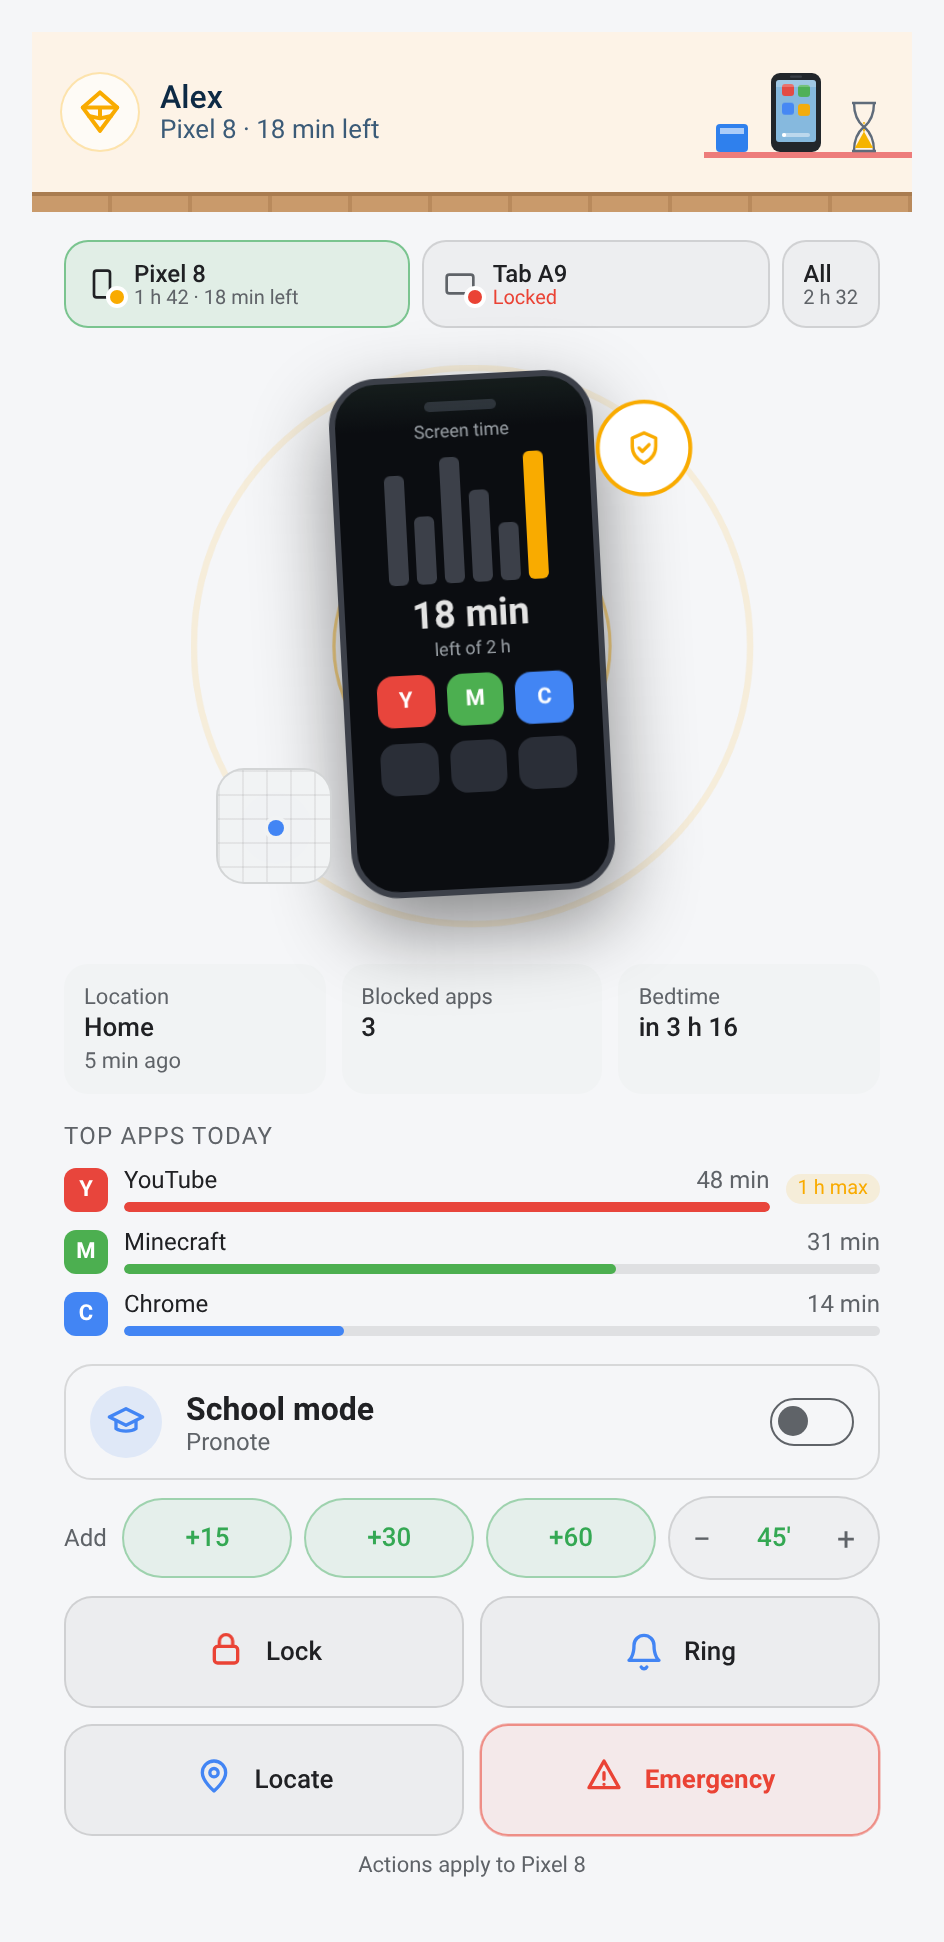 Alex
Pixel 8 · 18 min left
Pixel 8
1 h 42 · 18 min left
Tab A9
Locked
All
2 h 32
Screen time
18 min
left of 2 h
Y M C
Location
Home
5 min ago
Blocked apps
3
Bedtime
in 3 h 16
TOP APPS TODAY
Y YouTube 48 min 1 h max
M Minecraft 31 min
C Chrome 14 min
School mode
Pronote
Add +15 +30 +60 − 45' +
Lock
Ring
Locate
Emergency
Actions apply to Pixel 8